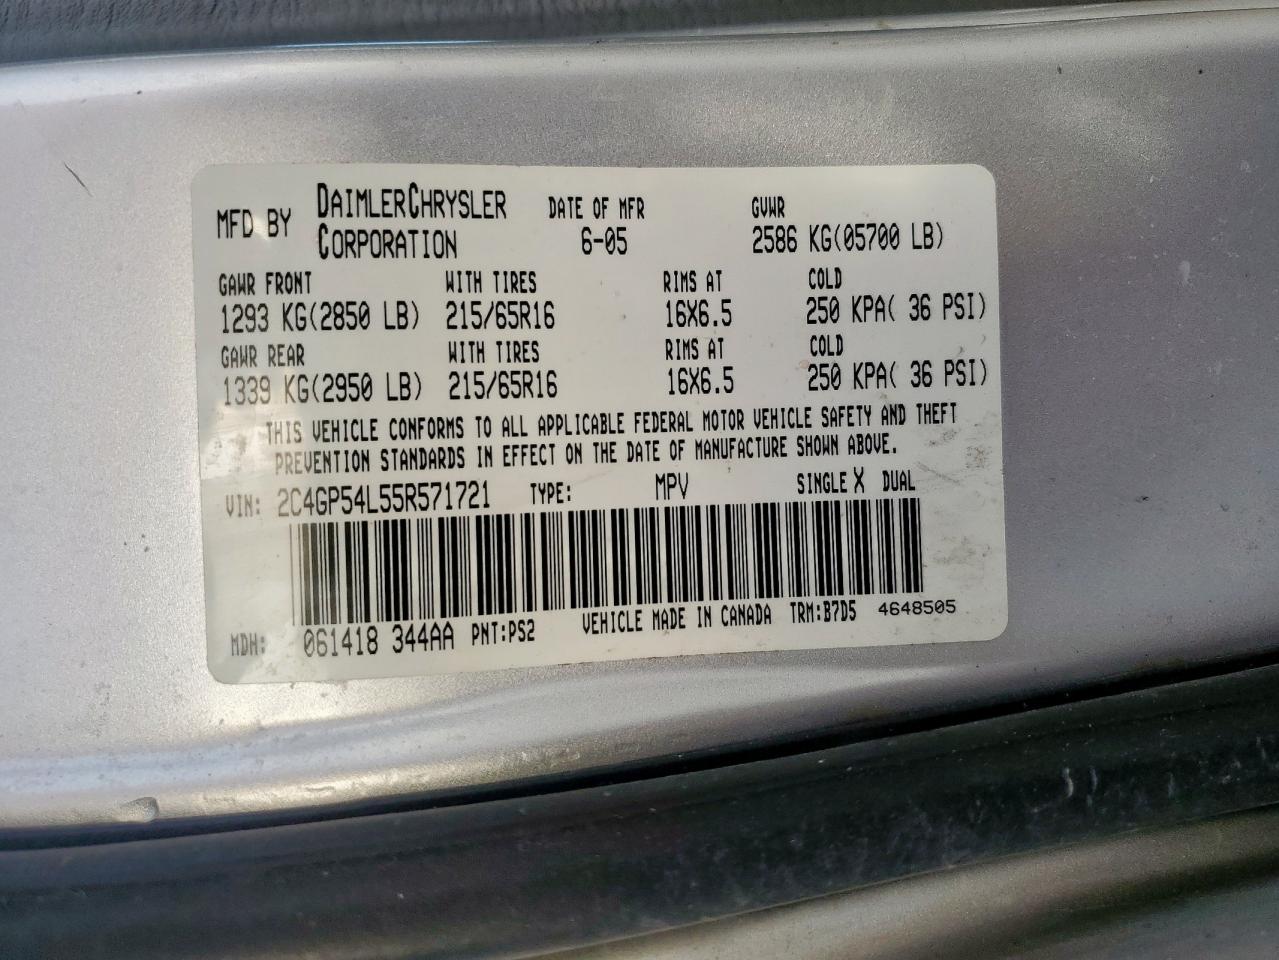 MFD BY DAIMLERCHRYSLER CORPORATION DATE OF MFR 6-05 GVWR 2586 KG(05700 LB)
GAWR FRONT WITH TIRES RIMS AT COLD
1293 KG(2850 LB) 215/65R16 16X6.5 250 KPA( 36 PSI)
GAWR REAR WITH TIRES RIMS AT COLD
1339 KG(2950 LB) 215/65R16 16X6.5 250 KPA( 36 PSI)
THIS VEHICLE CONFORMS TO ALL APPLICABLE FEDERAL MOTOR VEHICLE SAFETY AND THEFT
PREVENTION STANDARDS IN EFFECT ON THE DATE OF MANUFACTURE SHOWN ABOVE.
VIN: 2C4GP54L55R571721 TYPE: MPV SINGLE X DUAL
MDH: 061418 344AA PNT:PS2 VEHICLE MADE IN CANADA TRM:B7D5 4648505